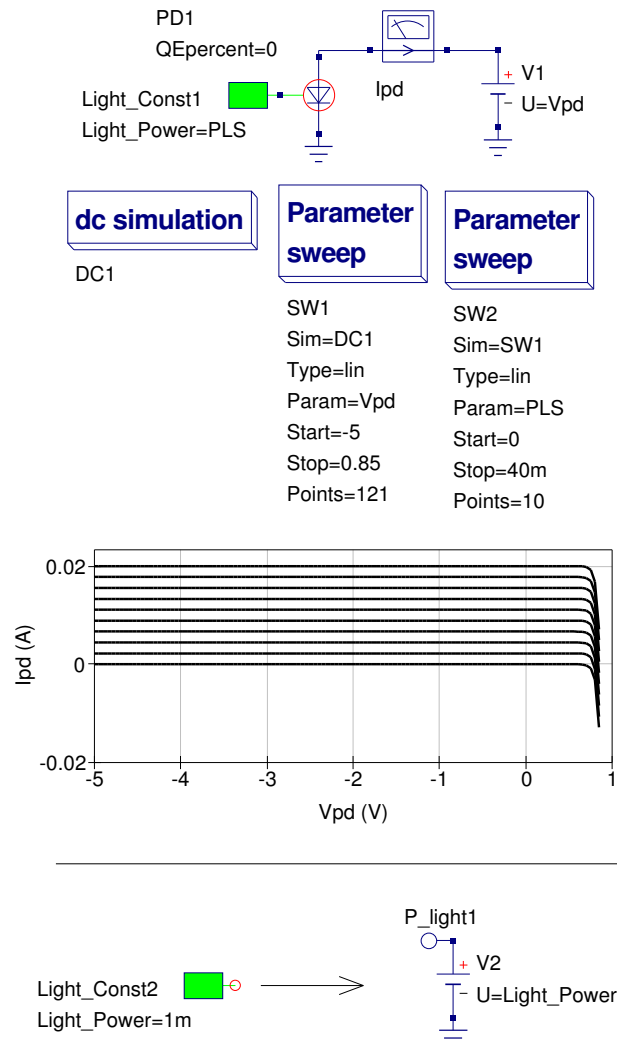 PD1
QEpercent=0
Light_Const1
Light_Power=PLS
Ipd
+ V1
- U=Vpd
dc simulation
DC1
Parameter
sweep
SW1
Sim=DC1
Type=lin
Param=Vpd
Start=-5
Stop=0.85
Points=121
Parameter
sweep
SW2
Sim=SW1
Type=lin
Param=PLS
Start=0
Stop=40m
Points=10
Ipd (A)
0.02
0
-0.02
-5 -4 -3 -2 -1 0 1
Vpd (V)
Light_Const2
Light_Power=1m
P_light1
+ V2
- U=Light_Power